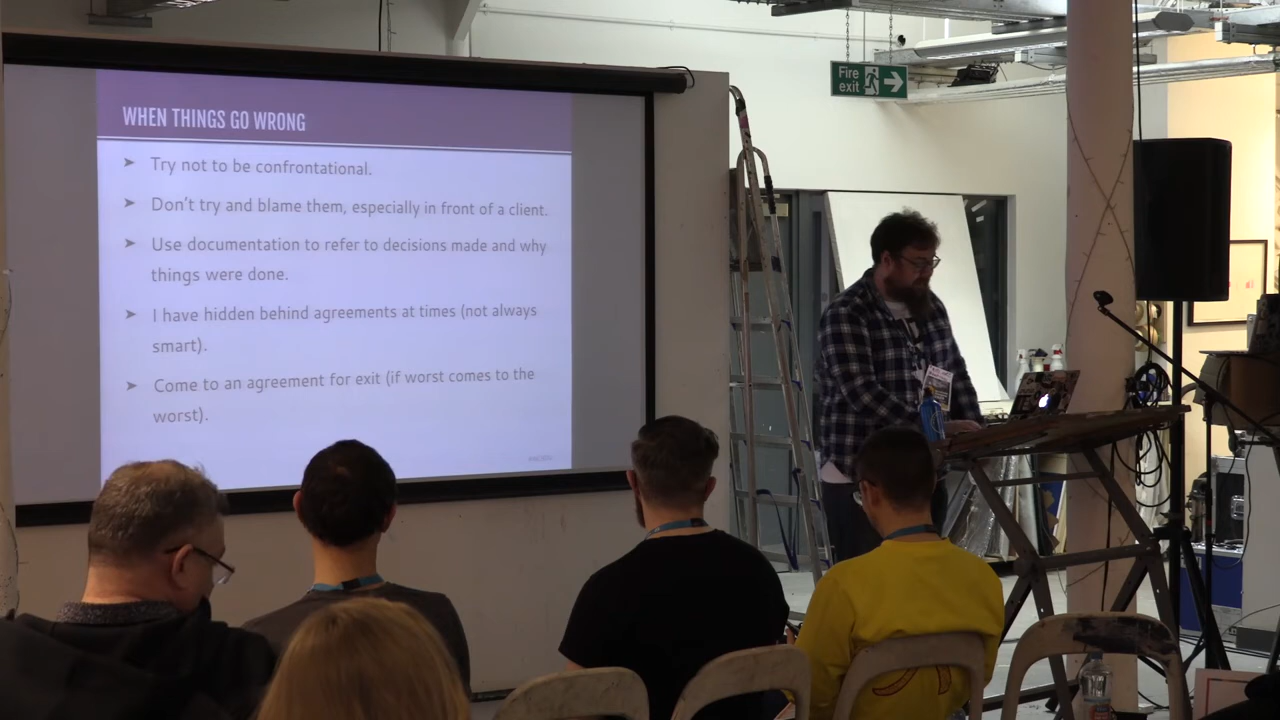 WHEN THINGS GO WRONG
➤ Try not to be confrontational.
➤ Don't try and blame them, especially in front of a client.
➤ Use documentation to refer to decisions made and why
things were done.
➤ I have hidden behind agreements at times (not always
smart).
➤ Come to an agreement for exit (if worst comes to the
worst).
Fire
exit